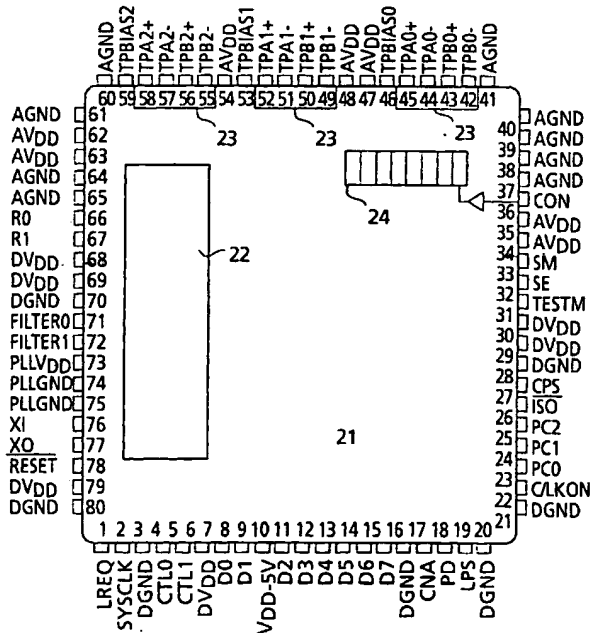 AGND
TPBIAS2
TPA2+
TPA2-
TPB2+
TPB2-
AVDD
TPBIAS1
TPA1+
TPA1-
TPB1+
TPB1-
AVDD
AVDD
TPBIAS0
TPA0+
TPA0-
TPB0+
TPB0-
AGND
60 59 58 57 56 55 54 53 52 51 50 49 48 47 46 45 44 43 42 41
23
23
23
AGND 61
AVDD 62
AVDD 63
AGND 64
AGND 65
R0 66
R1 67
DVDD 68
DVDD 69
DGND 70
FILTER0 71
FILTER1 72
PLLVDD 73
PLLGND 74
PLLGND 75
XI 76
XO 77
RESET 78
DVDD 79
DGND 80
22
24
21
AGND
40 AGND
39 AGND
38 AGND
37 CON
36 AVDD
35 AVDD
34 SM
33 SE
32 TESTM
31 DVDD
30 DVDD
29 DGND
28 CPS
27 ISO
26 PC2
25 PC1
24 PC0
23 C/LKON
22 DGND
21
1 2 3 4 5 6 7 8 9 10 11 12 13 14 15 16 17 18 19 20
LREQ
SYSCLK
DGND
CTL0
CTL1
DVDD
D0
D1
VDD-5V
D2
D3
D4
D5
D6
D7
DGND
CNA
PD
LPS
DGND